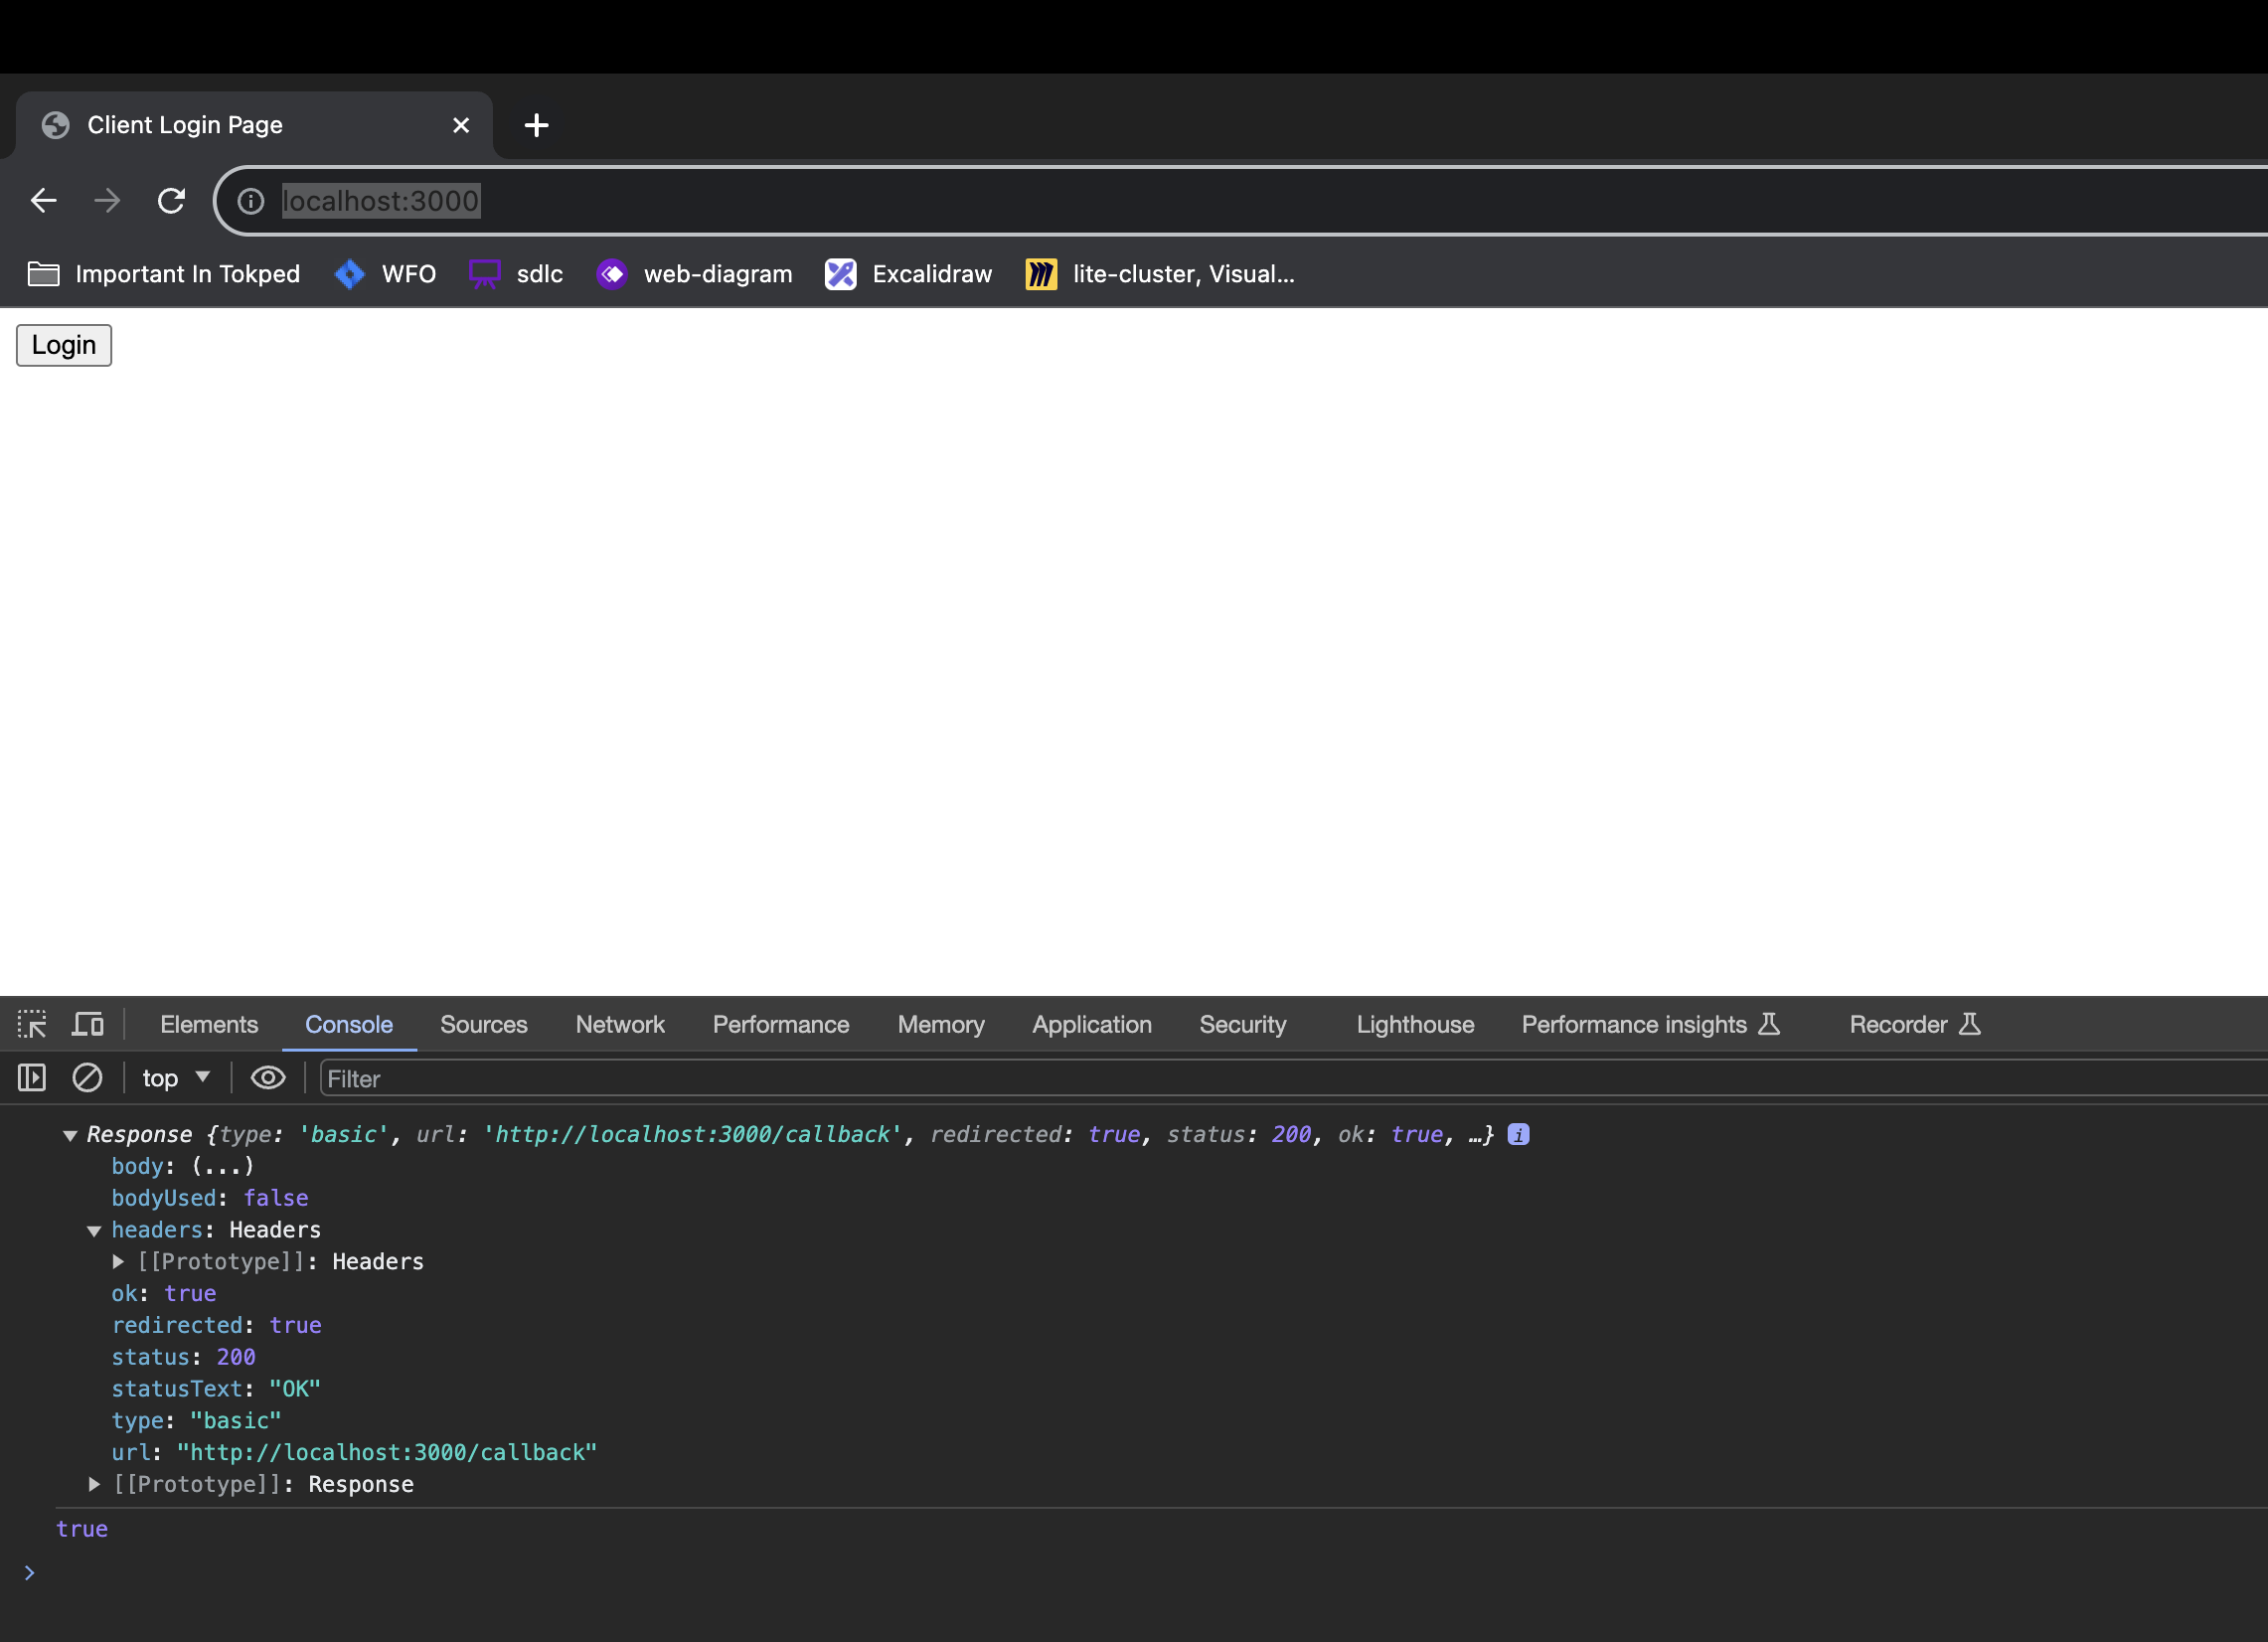 Client Login Page
localhost:3000
Important In Tokped WFO sdlc web-diagram Excalidraw lite-cluster, Visual...
Login
Elements Console Sources Network Performance Memory Application Security Lighthouse Performance insights Recorder
top Filter
Response {type: 'basic', url: 'http://localhost:3000/callback', redirected: true, status: 200, ok: true, …} i
body: (...)
bodyUsed: false
headers: Headers
[[Prototype]]: Headers
ok: true
redirected: true
status: 200
statusText: "OK"
type: "basic"
url: "http://localhost:3000/callback"
[[Prototype]]: Response
true